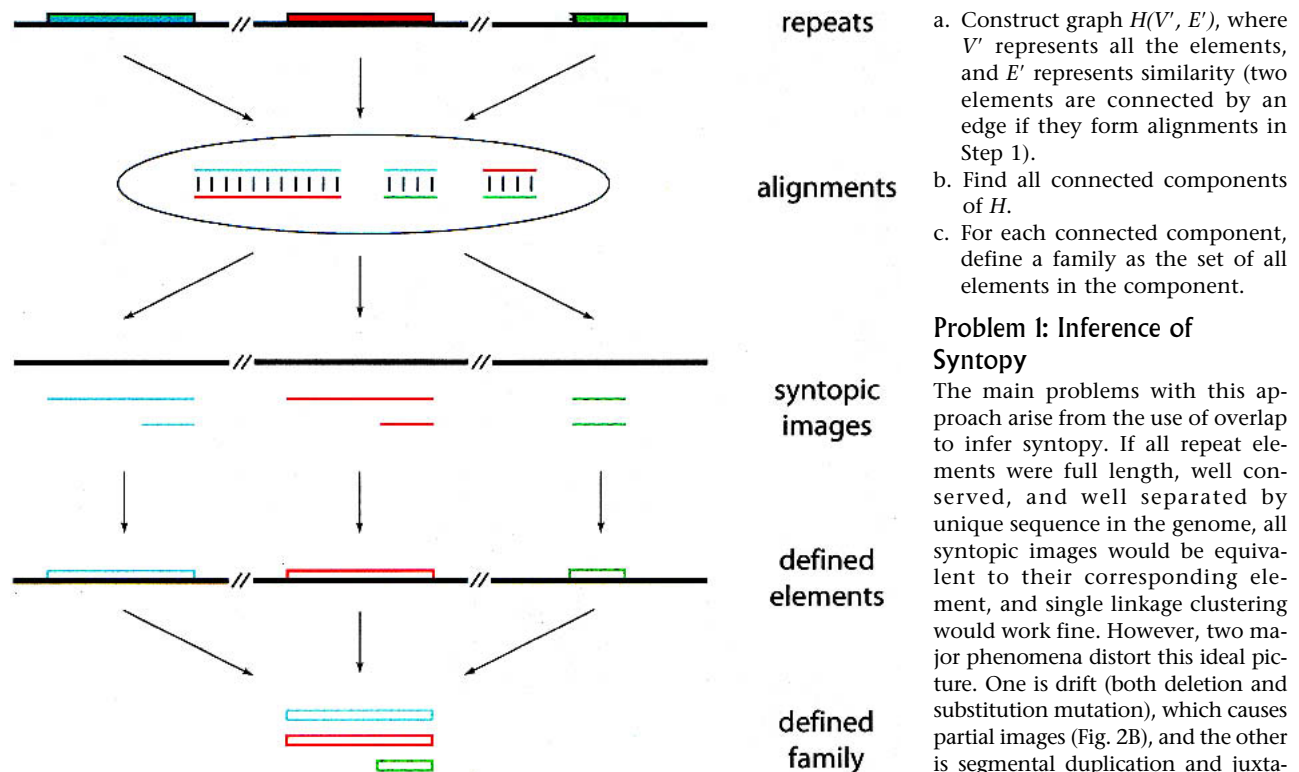 repeats
alignments
syntopic
images
defined
elements
defined
family
a. Construct graph H(V′, E′), where
V′ represents all the elements,
and E′ represents similarity (two
elements are connected by an
edge if they form alignments in
Step 1).
b. Find all connected components
of H.
c. For each connected component,
define a family as the set of all
elements in the component.
Problem 1: Inference of
Syntopy
The main problems with this ap-
proach arise from the use of overlap
to infer syntopy. If all repeat ele-
ments were full length, well con-
served, and well separated by
unique sequence in the genome, all
syntopic images would be equiva-
lent to their corresponding ele-
ment, and single linkage clustering
would work fine. However, two ma-
jor phenomena distort this ideal pic-
ture. One is drift (both deletion and
substitution mutation), which causes
partial images (Fig. 2B), and the other
is segmental duplication and juxta-